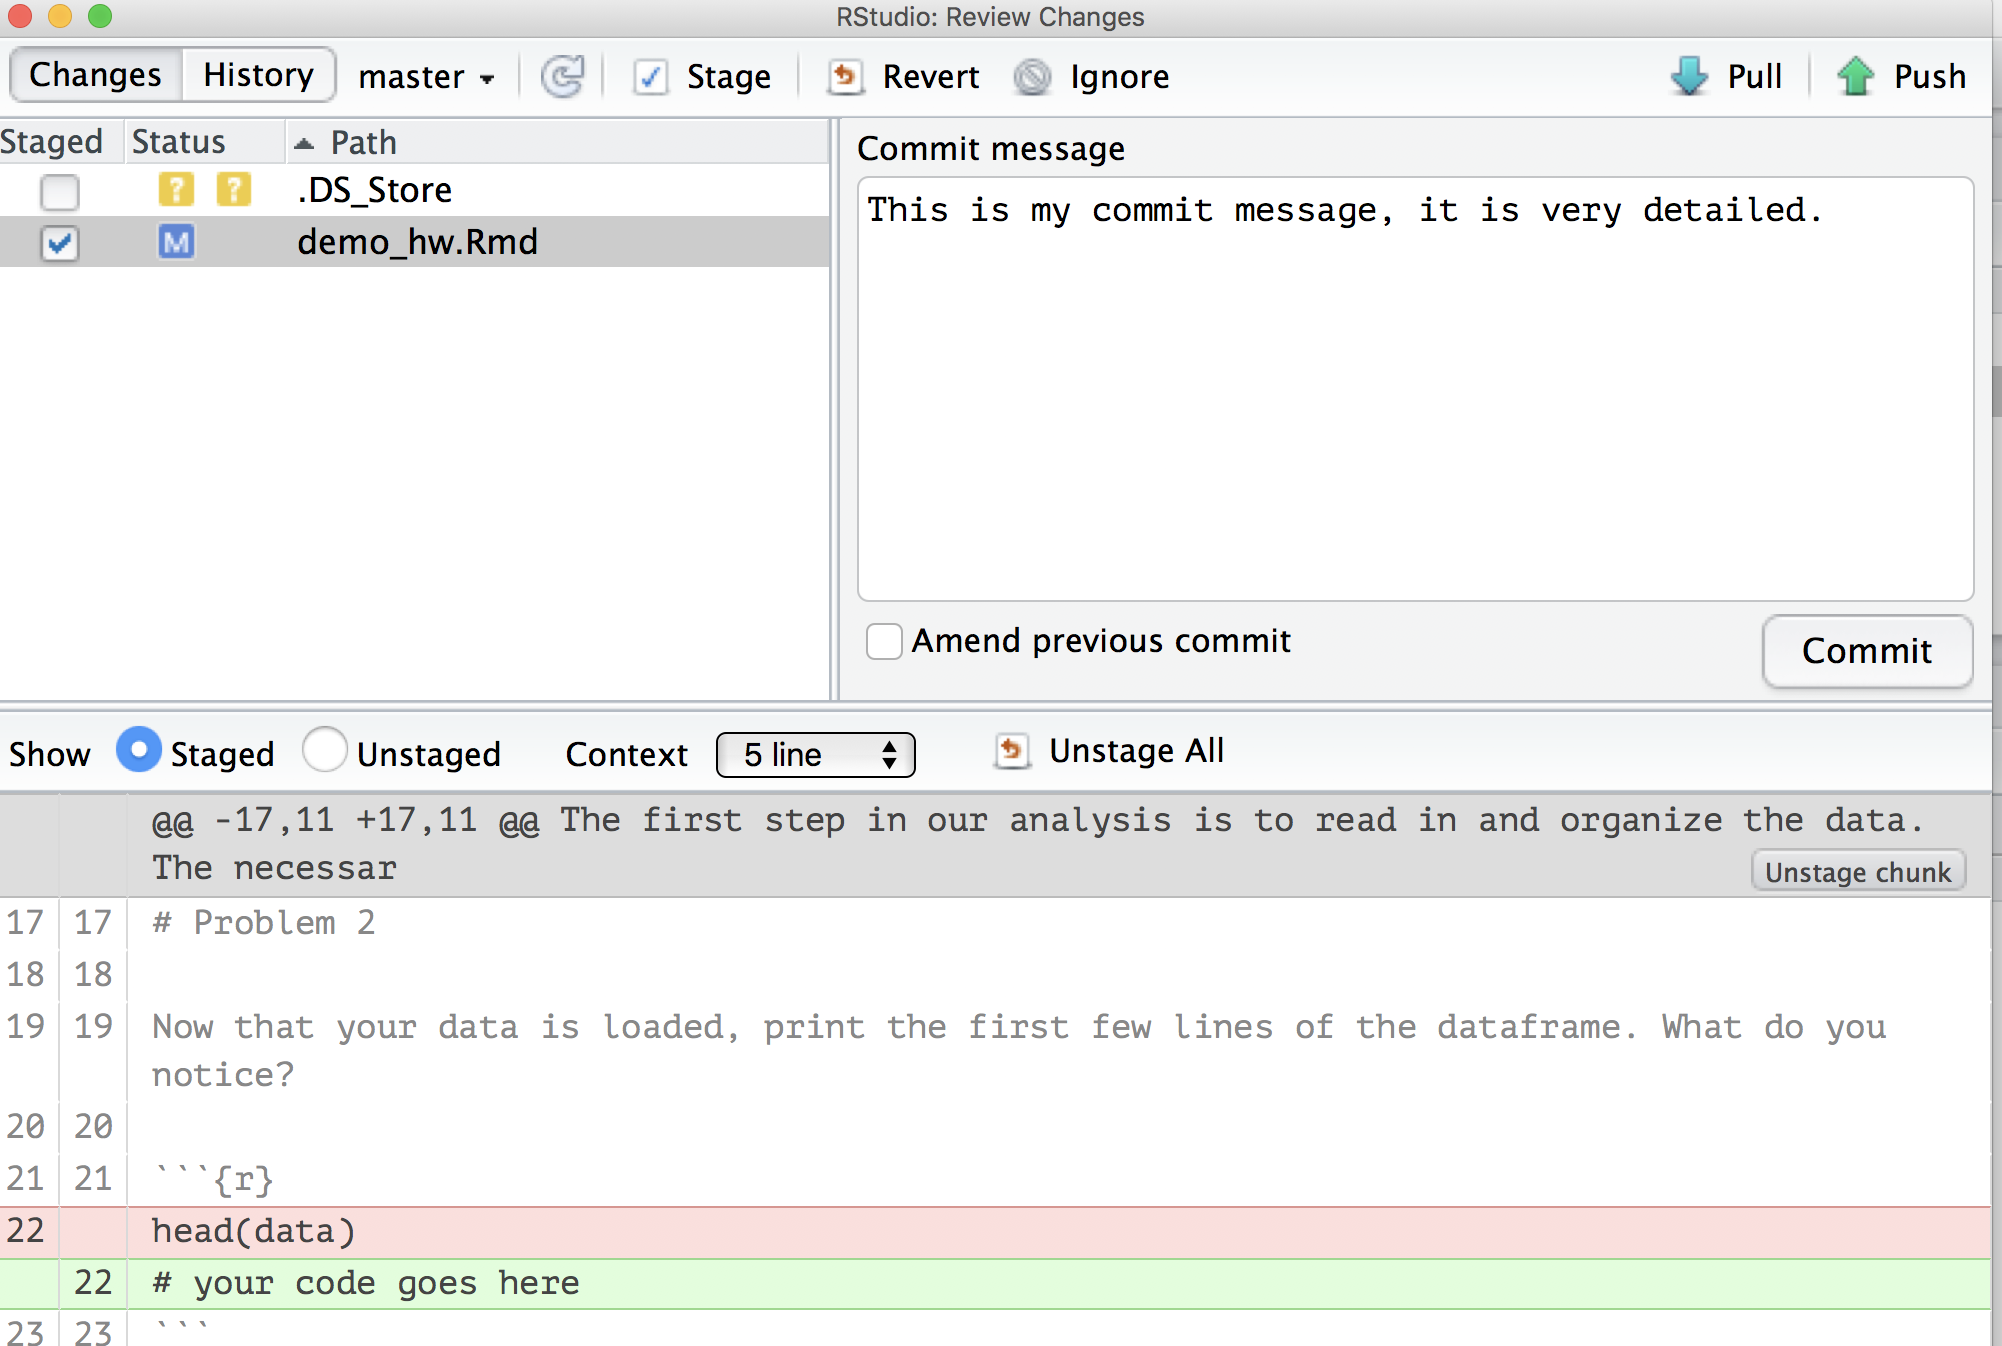 RStudio: Review Changes
Changes History master Stage Revert Ignore Pull Push
Staged Status Path
? ? .DS_Store
M demo_hw.Rmd
Commit message
This is my commit message, it is very detailed.
Amend previous commit
Commit
Show Staged Unstaged Context 5 line Unstage All
@@ -17,11 +17,11 @@ The first step in our analysis is to read in and organize the data.
The necessar
Unstage chunk
17 17 # Problem 2
18 18
19 19 Now that your data is loaded, print the first few lines of the dataframe. What do you
notice?
20 20
21 21 ```{r}
22 head(data)
22 # your code goes here
23 23 ```